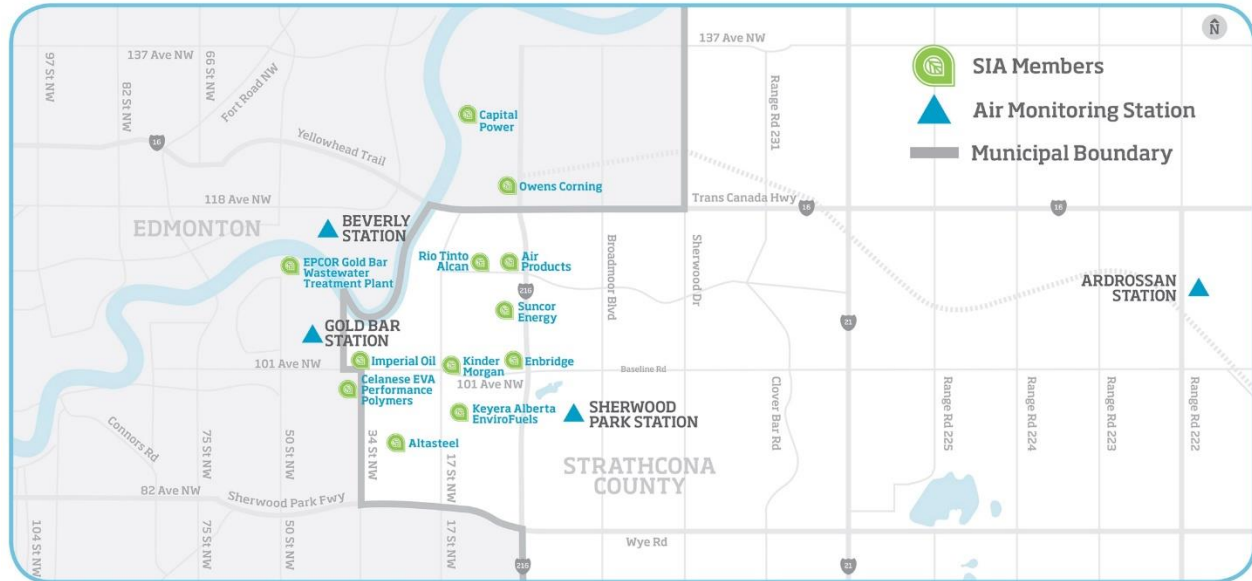 137 Ave NW
137 Ave NW
N
97 St NW
82 St NW
66 St NW
Fort Road NW
Range Rd 231
SIA Members
Air Monitoring Station
Municipal Boundary
Capital
Power
16
Yellowhead Trail
Owens Corning
118 Ave NW
Trans Canada Hwy
16
16
EDMONTON
BEVERLY
STATION
EPCOR Gold Bar
Wastewater
Treatment Plant
Rio Tinto
Alcan
Air
Products
Broadmoor Blvd
Sherwood Dr
216
ARDROSSAN
STATION
Suncor
Energy
21
GOLD BAR
STATION
101 Ave NW
Imperial Oil
Kinder
Morgan
Enbridge
Baseline Rd
101 Ave NW
Celanese EVA
Performance
Polymers
Keyera Alberta
EnviroFuels
SHERWOOD
PARK STATION
Clover Bar Rd
Range Rd 225
Range Rd 224
Range Rd 223
Range Rd 222
Connors Rd
75 St NW
50 St NW
34 St NW
Altasteel
17 St NW
STRATHCONA
COUNTY
82 Ave NW
Sherwood Park Fwy
104 St NW
75 St NW
50 St NW
17 St NW
Wye Rd
216
21